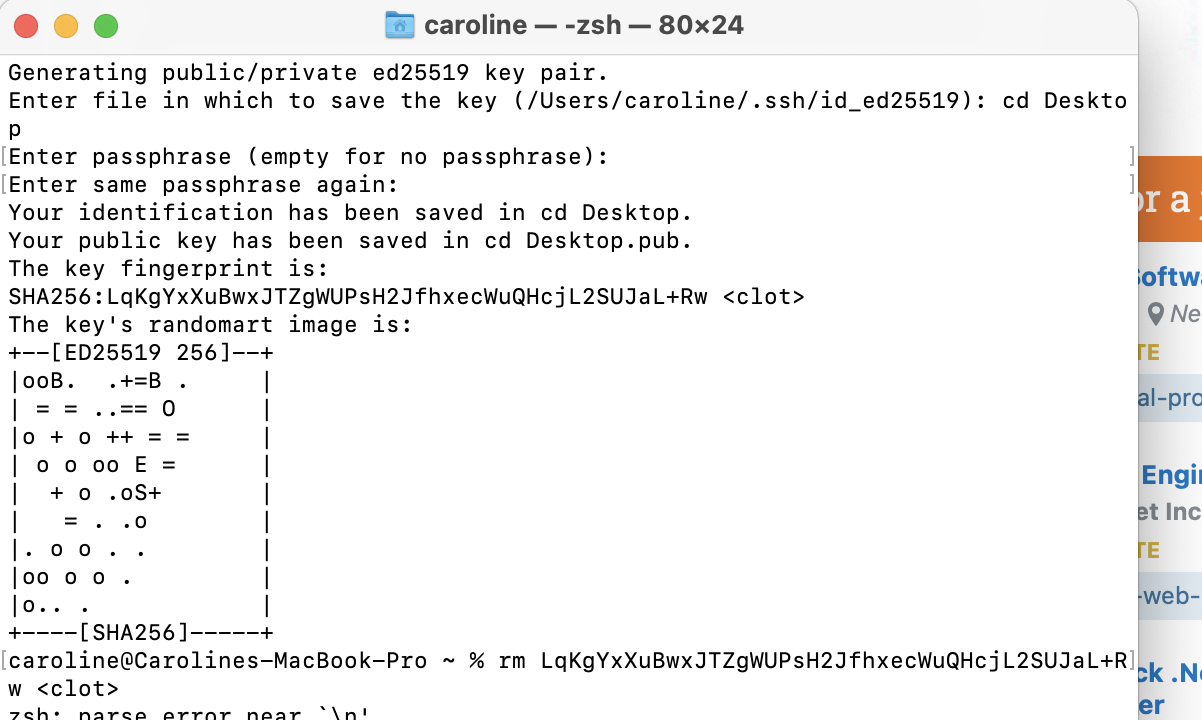 caroline — -zsh — 80×24
Generating public/private ed25519 key pair.
Enter file in which to save the key (/Users/caroline/.ssh/id_ed25519): cd Deskto
p
[Enter passphrase (empty for no passphrase): ]
[Enter same passphrase again: ]
Your identification has been saved in cd Desktop.
Your public key has been saved in cd Desktop.pub.
The key fingerprint is:
SHA256:LqKgYxXuBwxJTZgWUPsH2JfhxecWuQHcjL2SUJaL+Rw <clot>
The key's randomart image is:
+--[ED25519 256]--+
|ooB.  .+=B .     |
| = = ..== O      |
|o + o ++ = =     |
| o o oo E =      |
|  + o .oS+       |
|   = . .o        |
|. o o . .        |
|oo o o .         |
|o.. .            |
+----[SHA256]-----+
[caroline@Carolines-MacBook-Pro ~ % rm LqKgYxXuBwxJTZgWUPsH2JfhxecWuQHcjL2SUJaL+R]
w <clot>
zsh: parse error near `\n'
or a
Softwa
Ne
TE
al-pro
Engin
et Inc
TE
-web-
ck .Ne
er